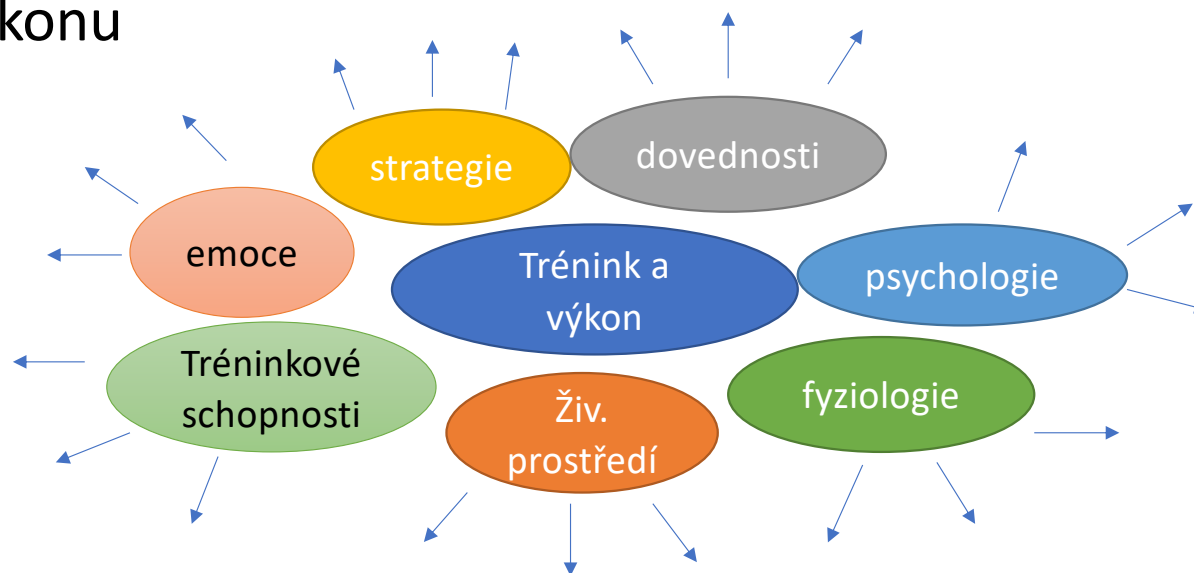 konu
strategie
dovednosti
emoce
Trénink a
výkon
psychologie
Tréninkové
schopnosti
Živ.
prostředí
fyziologie